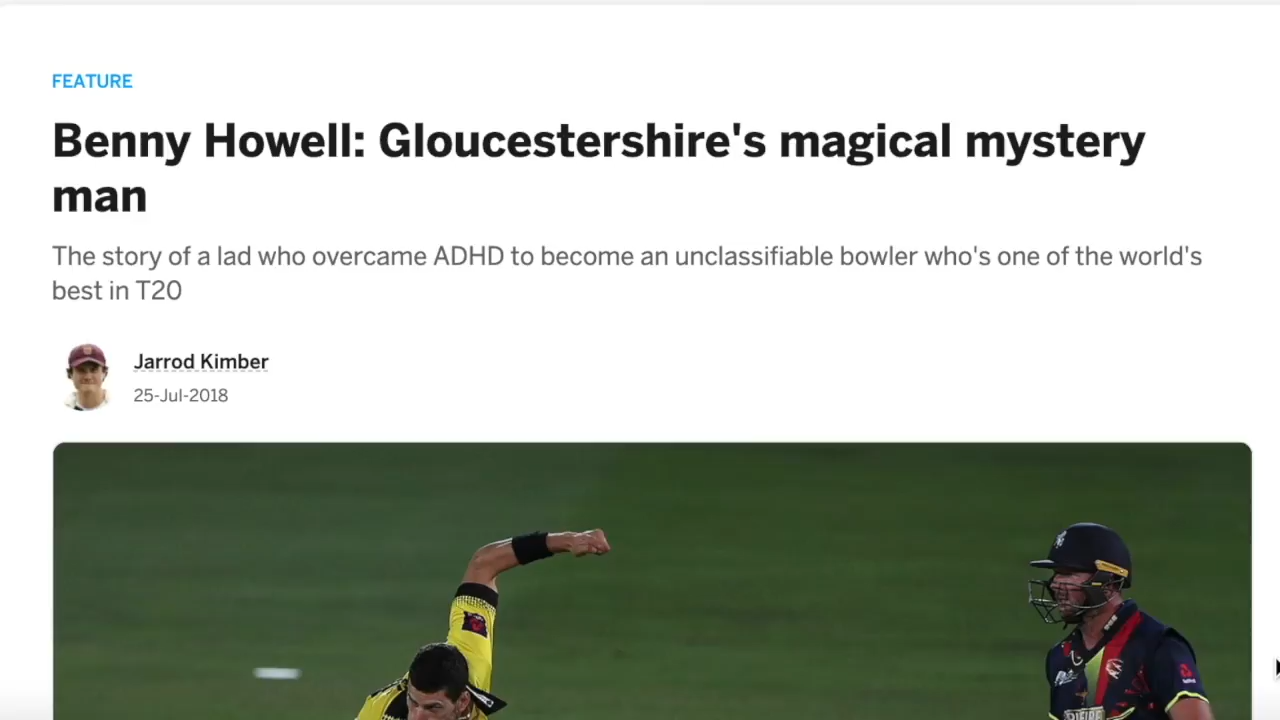 FEATURE
Benny Howell: Gloucestershire's magical mystery
man
The story of a lad who overcame ADHD to become an unclassifiable bowler who's one of the world's
best in T20
Jarrod Kimber
25-Jul-2018